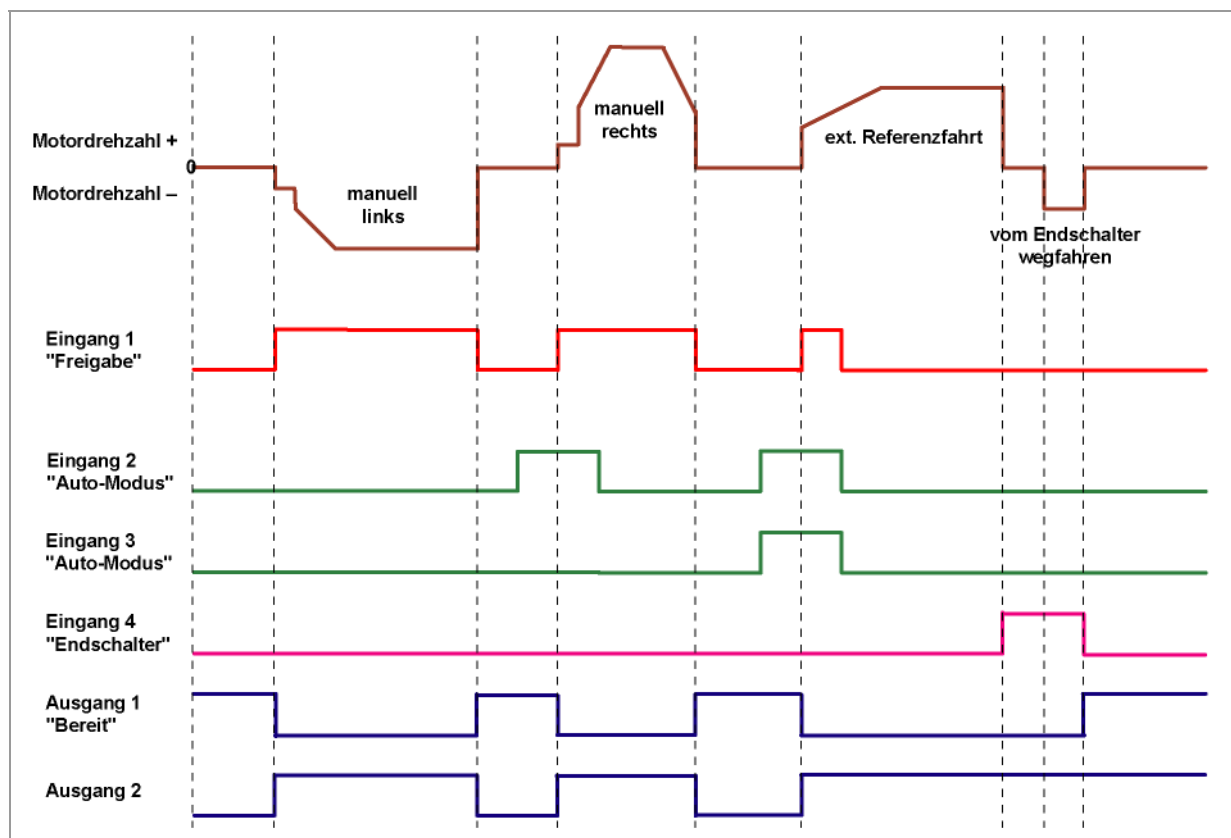 Motordrehzahl +
0
Motordrehzahl –
manuell
links
manuell
rechts
ext. Referenzfahrt
vom Endschalter
wegfahren
Eingang 1
"Freigabe"
Eingang 2
"Auto-Modus"
Eingang 3
"Auto-Modus"
Eingang 4
"Endschalter"
Ausgang 1
"Bereit"
Ausgang 2